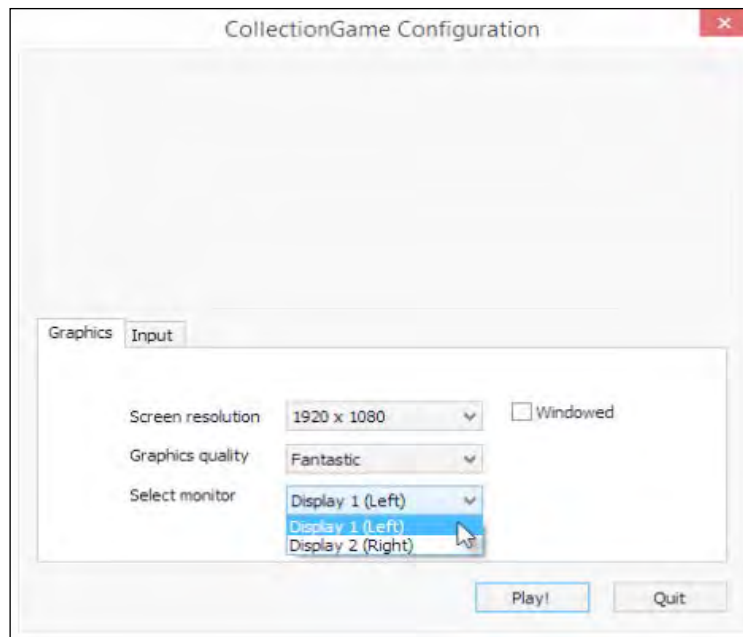 CollectionGame Configuration
Graphics Input
Screen resolution 1920 x 1080 Windowed
Graphics quality Fantastic
Select monitor Display 1 (Left)
Display 1 (Left)
Display 2 (Right)
Play! Quit